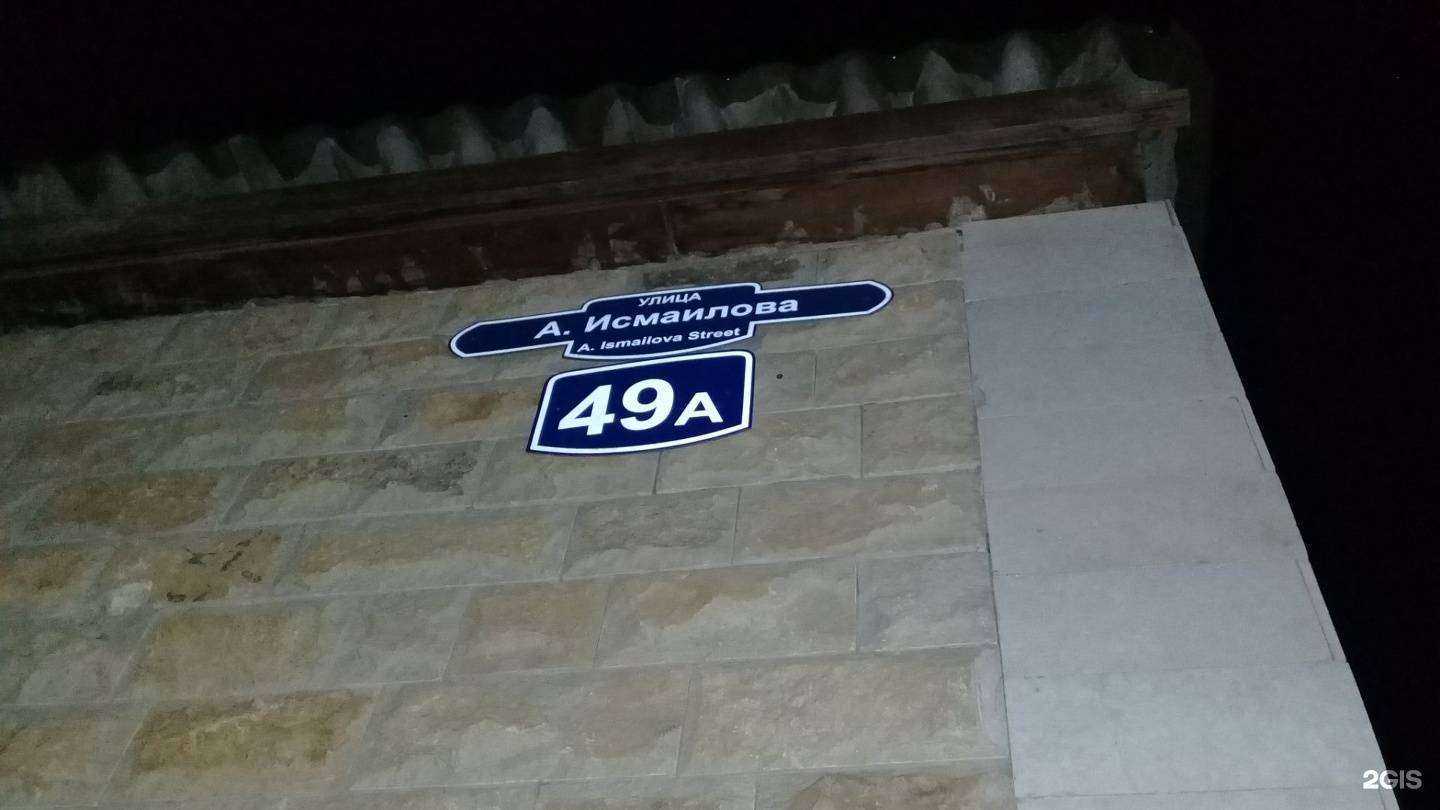 УЛИЦА
А. Исмаилова
A. Ismailova Street
49А
2GIS